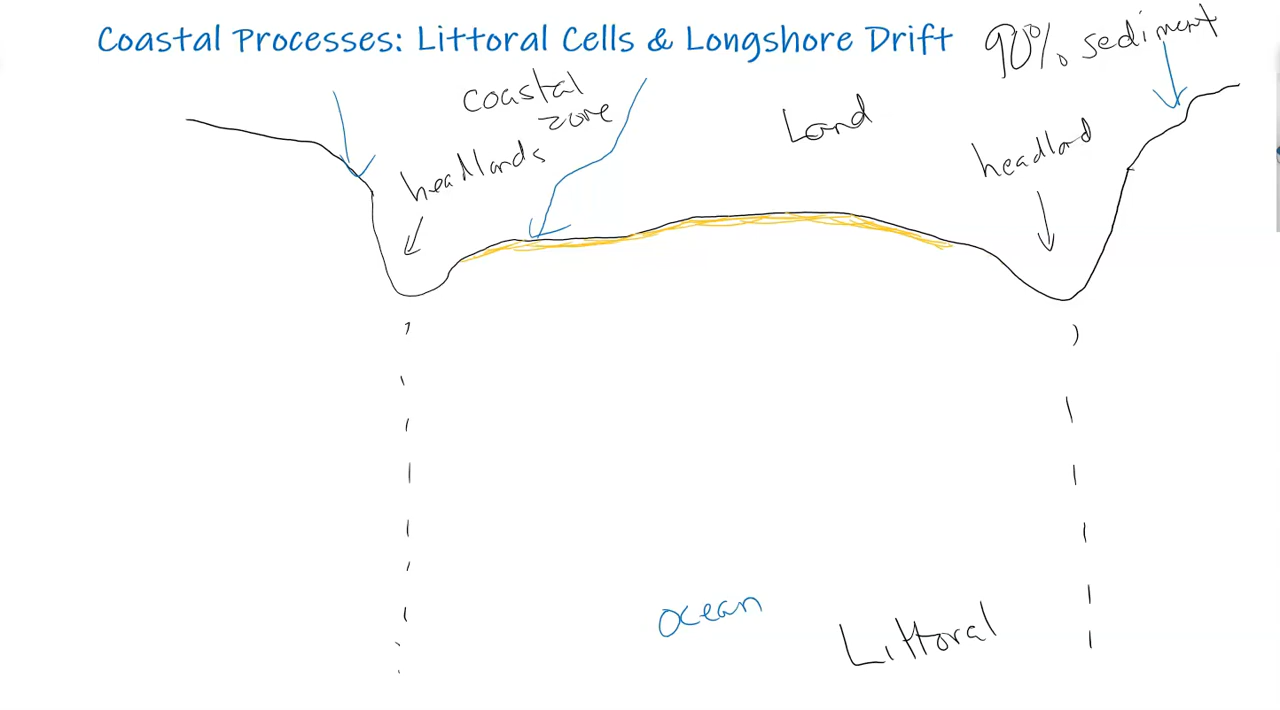 Coastal Processes: Littoral Cells & Longshore Drift
90% sediment
coastal
zone
Land
headlands
headland
ocean
Littoral